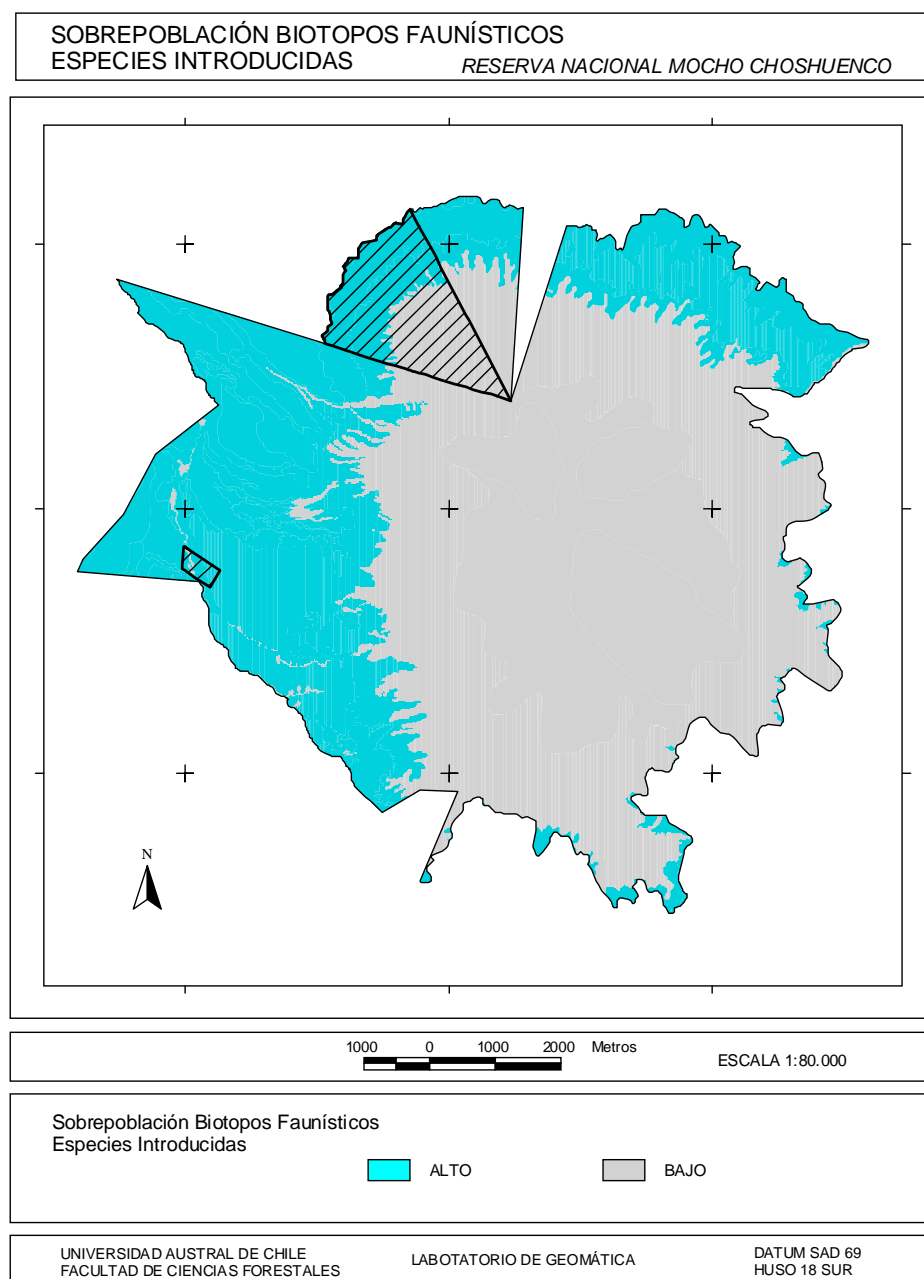 SOBREPOBLACIÓN BIOTOPOS FAUNÍSTICOS
ESPECIES INTRODUCIDAS
RESERVA NACIONAL MOCHO CHOSHUENCO
N
1000 0 1000 2000 Metros
ESCALA 1:80.000
Sobrepoblación Biotopos Faunísticos
Especies Introducidas
ALTO
BAJO
UNIVERSIDAD AUSTRAL DE CHILE
FACULTAD DE CIENCIAS FORESTALES
LABOTATORIO DE GEOMÁTICA
DATUM SAD 69
HUSO 18 SUR